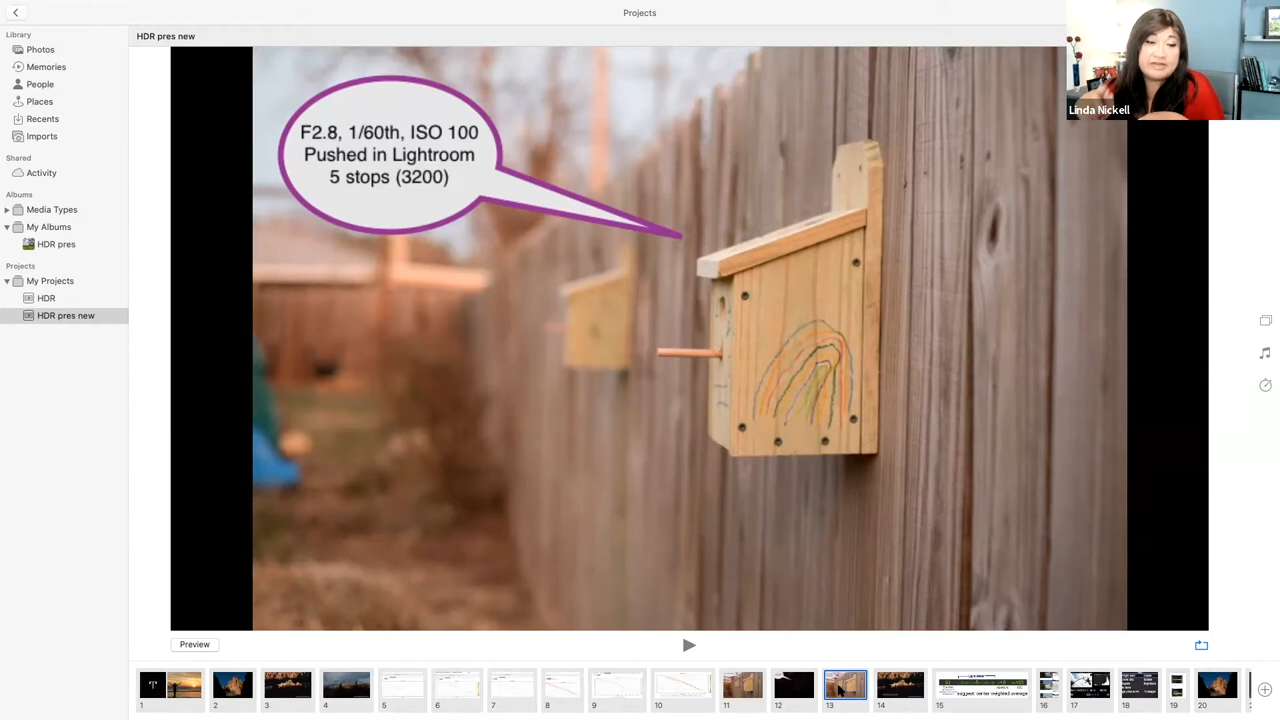 Projects
Library
Photos
Memories
People
Places
Recents
Imports
Shared
Activity
Albums
Media Types
My Albums
HDR pres
Projects
My Projects
HDR
HDR pres new
HDR pres new
F2.8, 1/60th, ISO 100
Pushed in Lightroom
5 stops (3200)
Linda Nickell
Preview
1
2
3
4
5
6
7
8
9
10
11
12
13
14
15
16
17
18
19
20